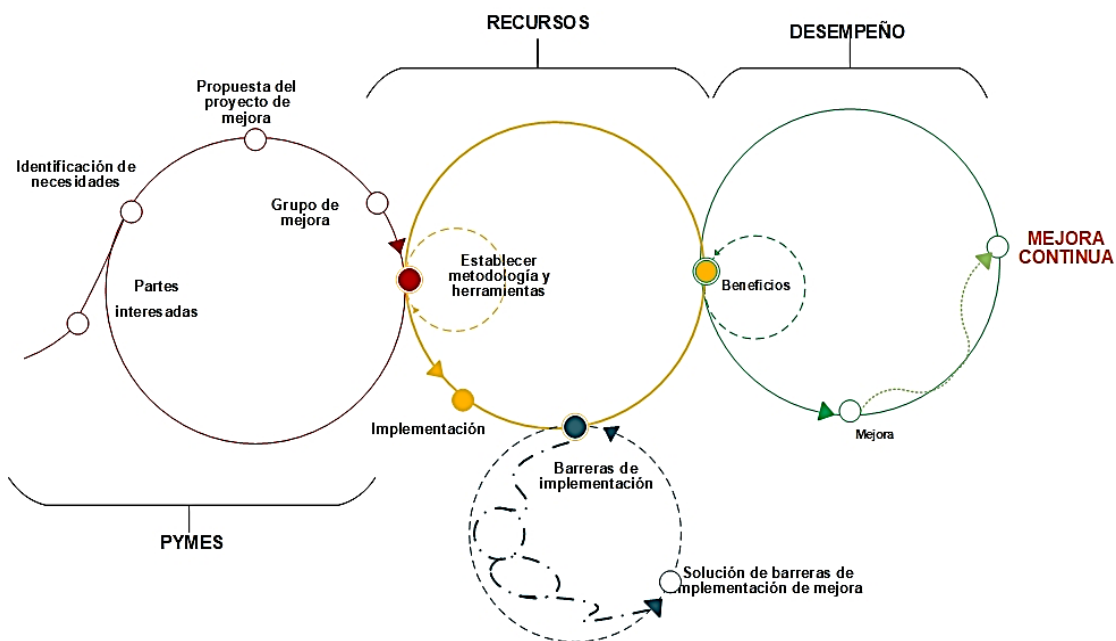 RECURSOS
DESEMPEÑO
Propuesta del
proyecto de
mejora
Identificación de
necesidades
Grupo de
mejora
Partes
interesadas
Establecer
metodología y
herramientas
Beneficios
MEJORA
CONTINUA
Implementación
Mejora
Barreras de
implementación
PYMES
Solución de barreras de
implementación de mejora